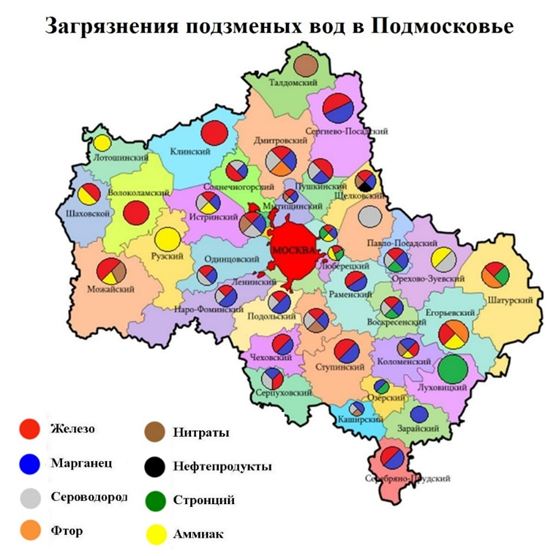 Загрязнения подзменых вод в Подмосковье
Талдомский
Сергиево-Посадский
Дмитровский
Клинский
Лотошинский
Солнечногорский
Пушкинский
Щелковский
Волоколамский
Шаховской
Мытищинский
Истринский
Павло-Посадский
МОСКВА
Рузский
Одинцовский
Люберецкий
Орехово-Зуевский
Можайский
Ленинский
Раменский
Шатурский
Наро-Фоминский
Подольский
Воскресенский
Егорьевский
Чеховский
Ступинский
Коломенский
Луховицкий
Серпуховский
Озерский
Каширский
Зарайский
Серебряно-Прудский
Железо
Нитраты
Марганец
Нефтепродукты
Сероводород
Стронций
Фтор
Аммиак